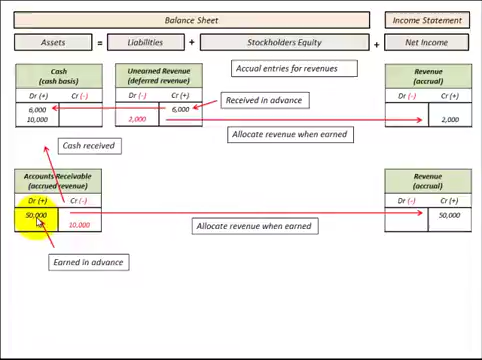 Balance Sheet
Income Statement
Assets = Liabilities + Stockholders Equity + Net Income
Accual entries for revenues
Cash
(cash basis)
Dr (+) Cr (-)
6,000
10,000
Unearned Revenue
(deferred revenue)
Dr (-) Cr (+)
6,000
2,000
Received in advance
Allocate revenue when earned
Revenue
(accrual)
Dr (-) Cr (+)
2,000
Cash received
Accounts Receivable
(accrued revenue)
Dr (+) Cr (-)
50,000
10,000
Allocate revenue when earned
Revenue
(accrual)
Dr (-) Cr (+)
50,000
Earned in advance